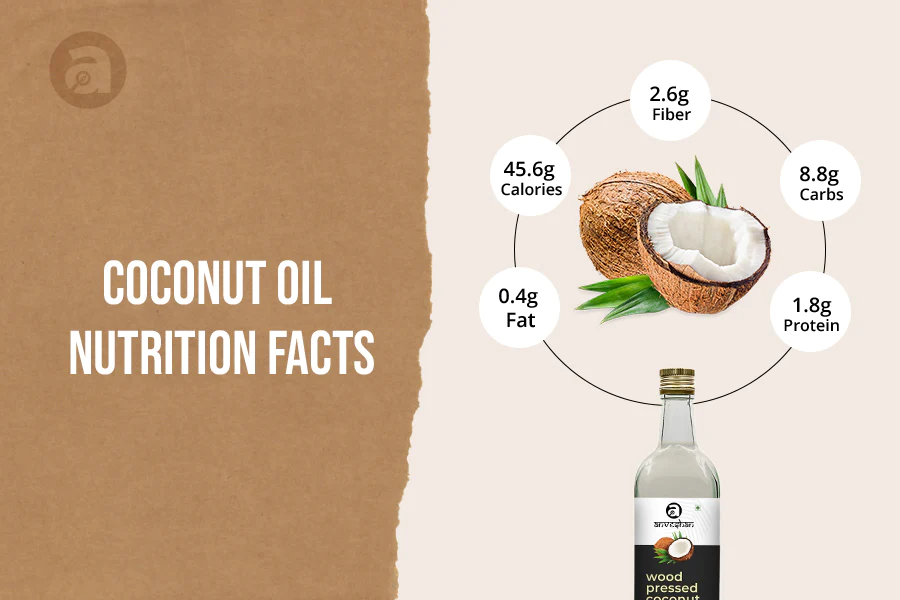 COCONUT OIL
NUTRITION FACTS
2.6g
Fiber
45.6g
Calories
8.8g
Carbs
0.4g
Fat
1.8g
Protein
anveshan
wood
pressed
coconut